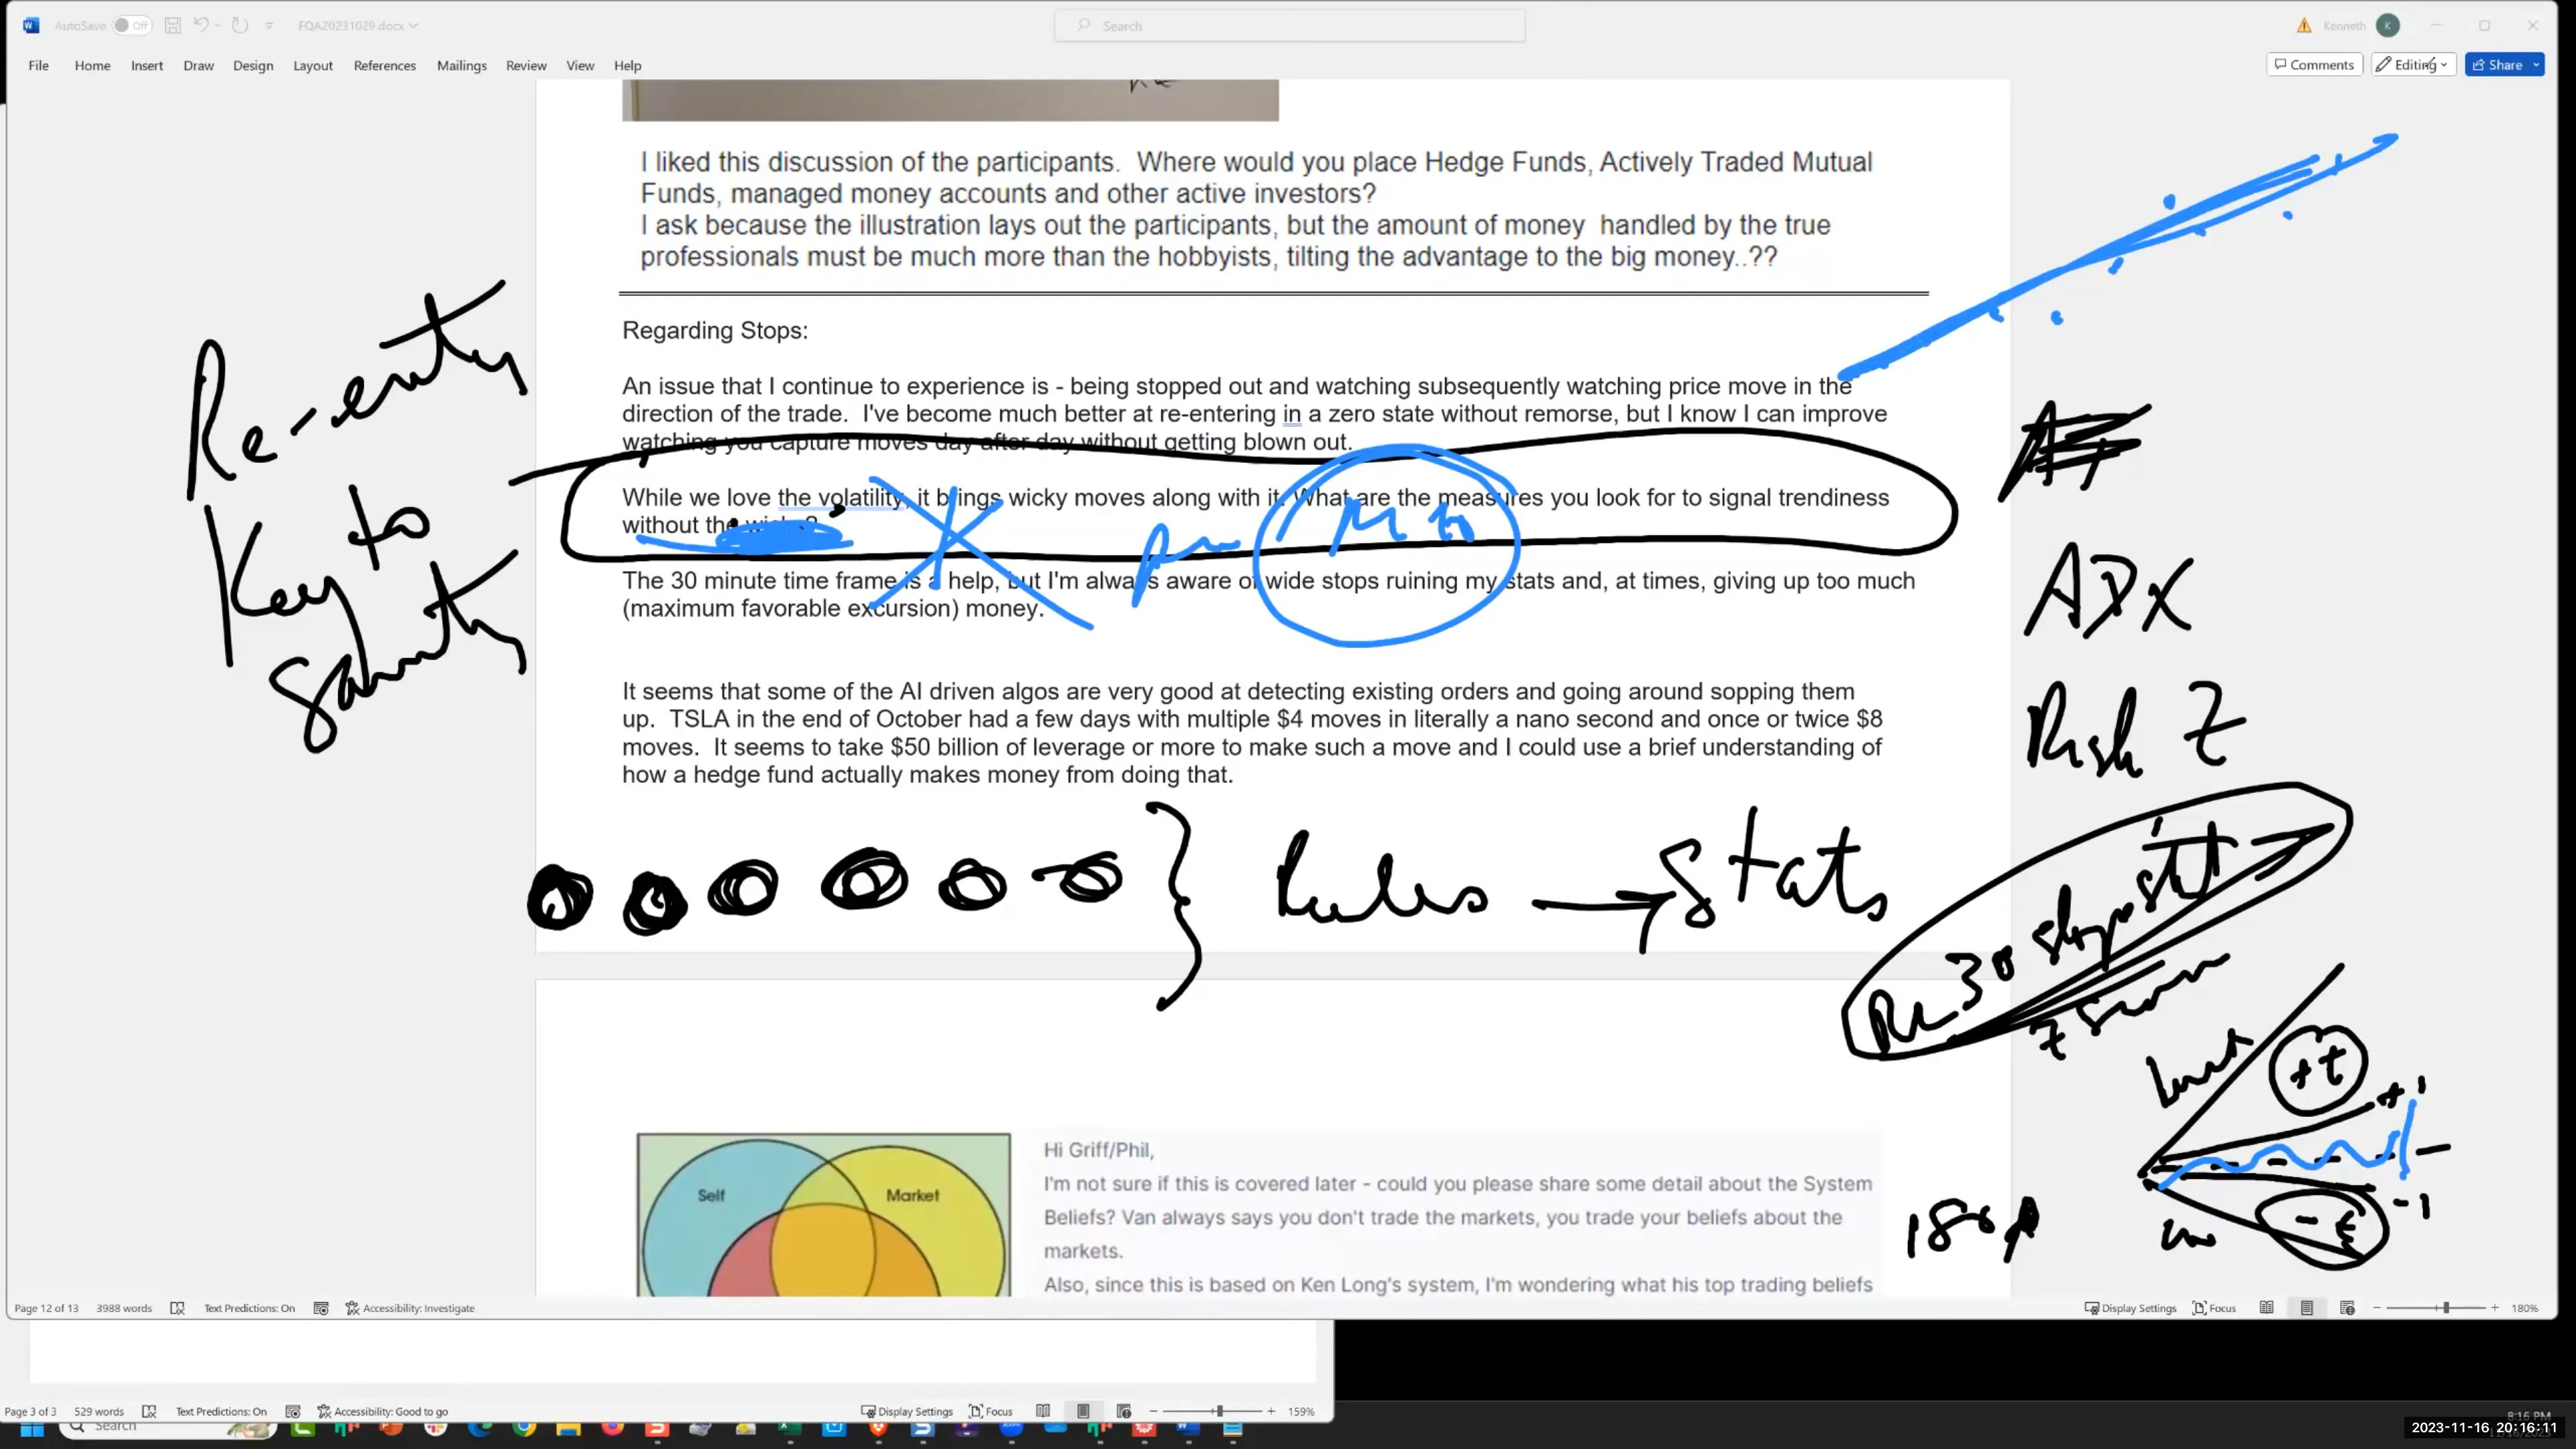 AutoSave Off FQA20231029.docx Search Kenneth K
File Home Insert Draw Design Layout References Mailings Review View Help Comments Editing Share
I liked this discussion of the participants.  Where would you place Hedge Funds, Actively Traded Mutual
Funds, managed money accounts and other active investors?
I ask because the illustration lays out the participants, but the amount of money  handled by the true
professionals must be much more than the hobbyists, tilting the advantage to the big money..??
Regarding Stops:
An issue that I continue to experience is - being stopped out and watching subsequently watching price move in the
direction of the trade.  I've become much better at re-entering in a zero state without remorse, but I know I can improve
watching you capture moves day after day without getting blown out.
While we love the volatility, it brings wicky moves along with it. What are the measures you look for to signal trendiness
without the wicks?
The 30 minute time frame is a help, but I'm always aware of wide stops ruining my stats and, at times, giving up too much
(maximum favorable excursion) money.
It seems that some of the AI driven algos are very good at detecting existing orders and going around sopping them
up.  TSLA in the end of October had a few days with multiple $4 moves in literally a nano second and once or twice $8
moves.  It seems to take $50 billion of leverage or more to make such a move and I could use a brief understanding of
how a hedge fund actually makes money from doing that.
Re-entry
Key to
Sanity
ADX
Risk Z
Rules → Stats
30
+t
+1
-1
Self
Market
Hi Griff/Phil,
I'm not sure if this is covered later - could you please share some detail about the System
Beliefs? Van always says you don't trade the markets, you trade your beliefs about the
markets.
Also, since this is based on Ken Long's system, I'm wondering what his top trading beliefs
Page 12 of 13 3988 words Text Predictions: On Accessibility: Investigate Display Settings Focus 180%
Page 3 of 3 529 words Text Predictions: On Accessibility: Good to go Display Settings Focus 159%
Search
8:16 PM
2023-11-16 20:16:11